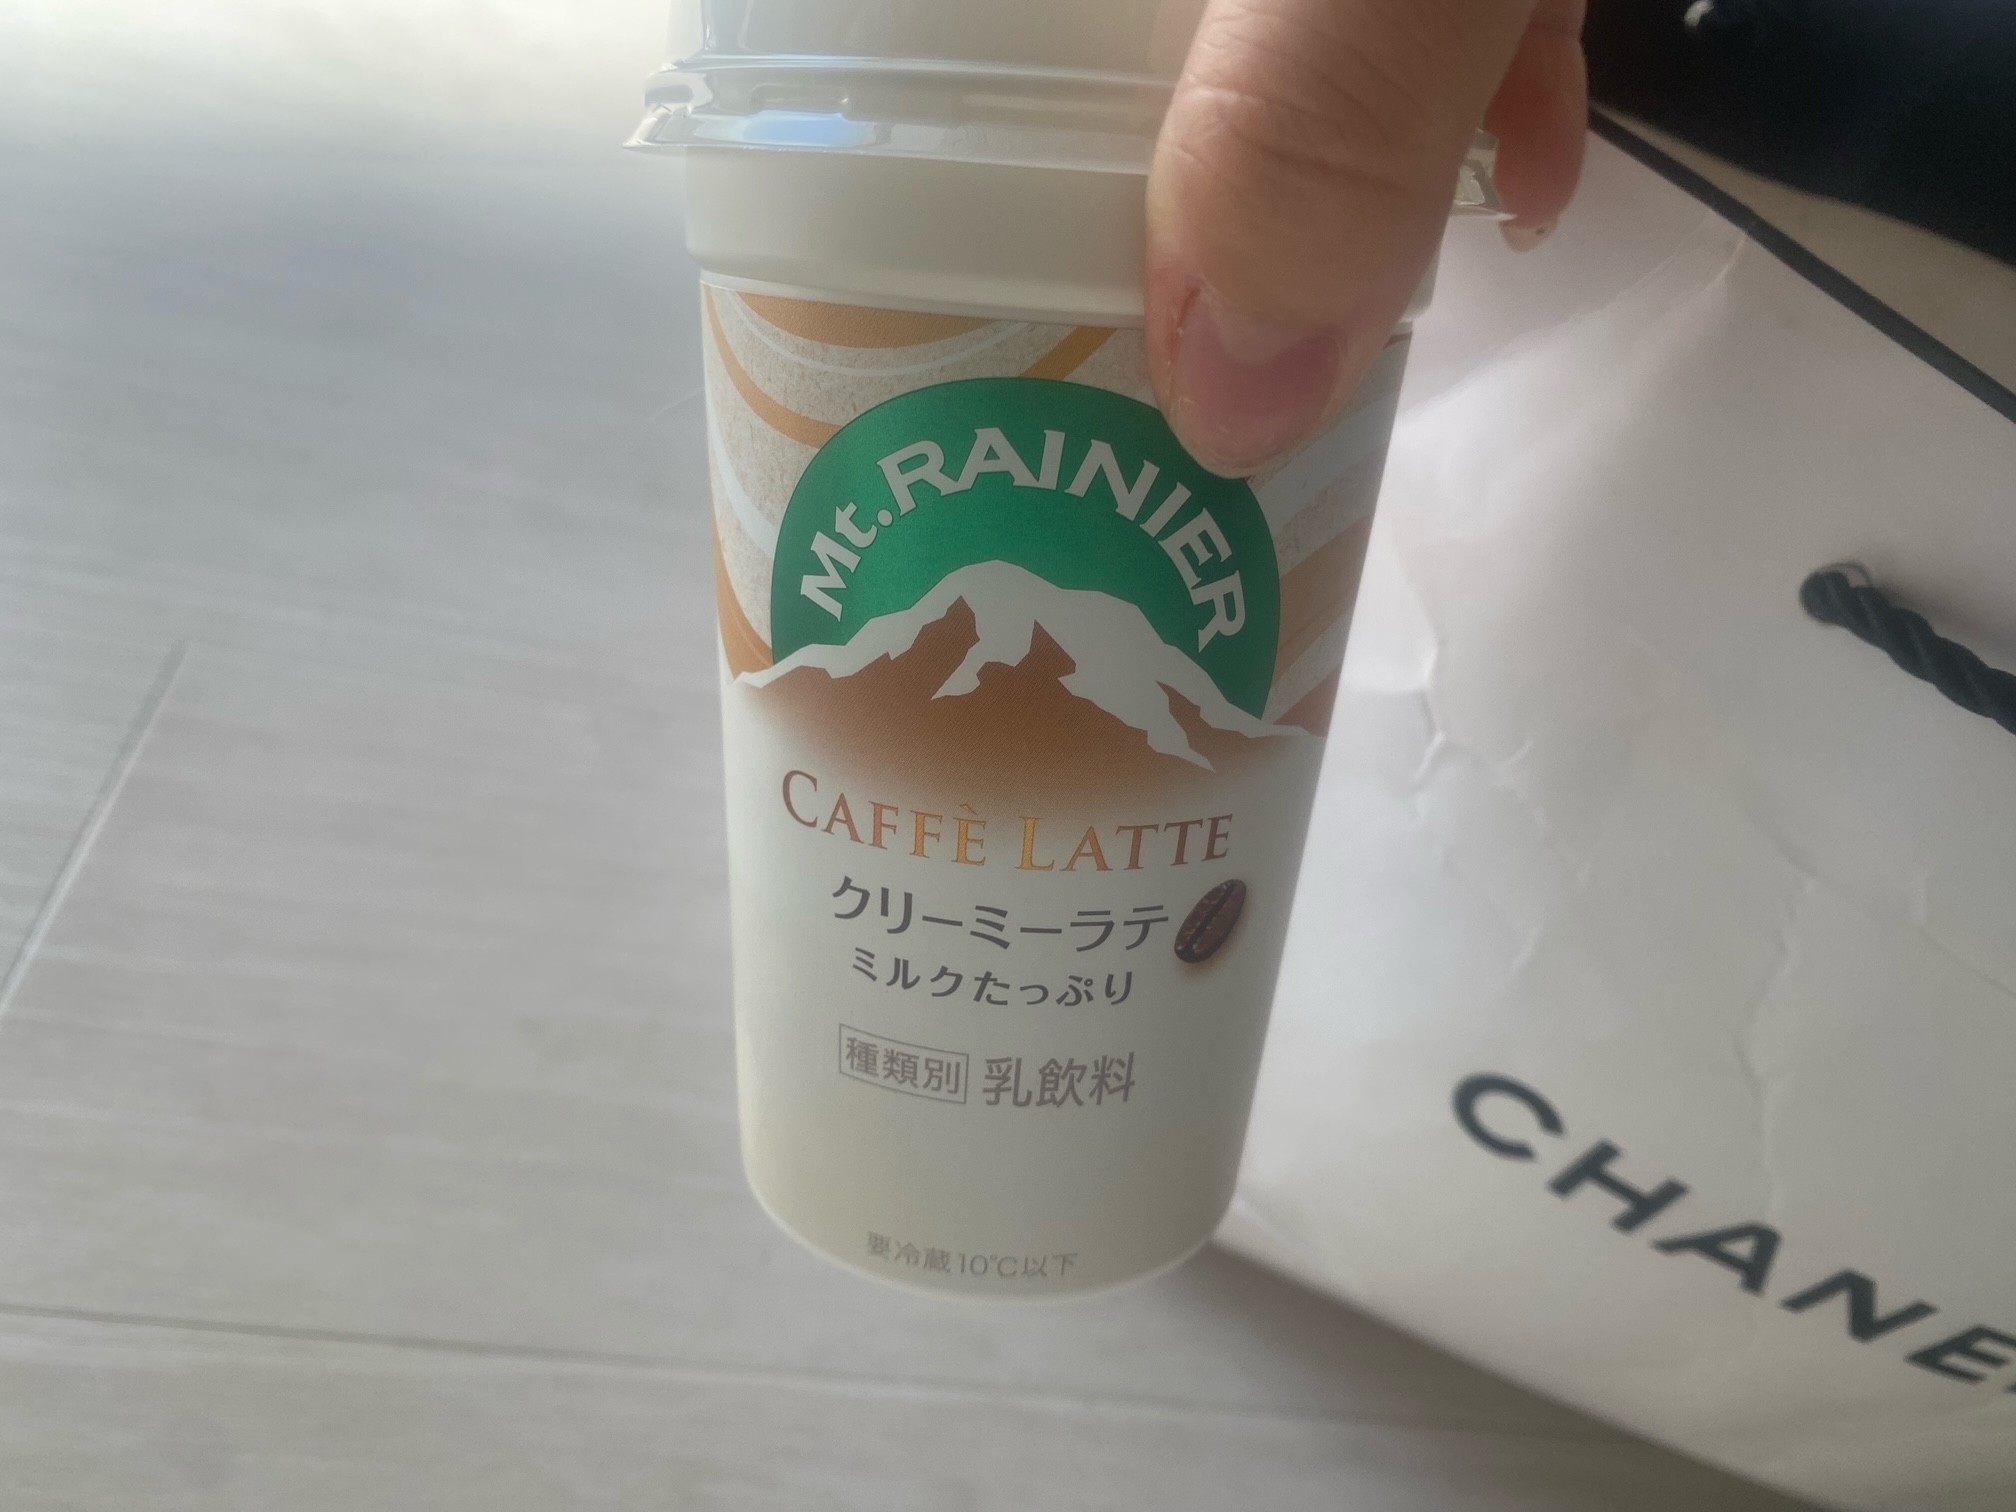 Mt. RAINIER
CAFFÈ LATTE
クリーミーラテ
ミルクたっぷり
種類別 乳飲料
要冷蔵10℃以下
CHANE